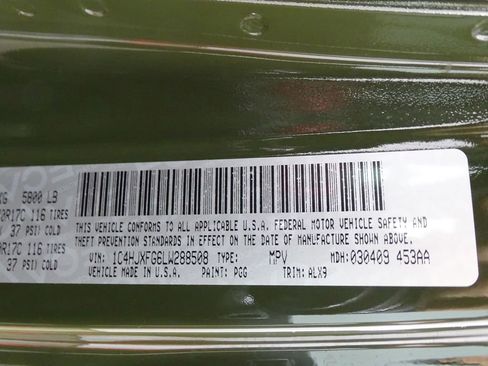 5800 LB
R17C 116 TIRES
37 PSI COLD
R17C 116 TIRES
37 PSI COLD
THIS VEHICLE CONFORMS TO ALL APPLICABLE U.S.A. FEDERAL MOTOR VEHICLE SAFETY
AND THEFT PREVENTION STANDARDS IN EFFECT ON THE DATE OF MANUFACTURE SHOWN ABOVE.
VIN: 1C4HJXFG8LW288508 TYPE: MPV MDH: 030409 453AA
VEHICLE MADE IN U.S.A. PAINT: PGG TRIM: ALX9